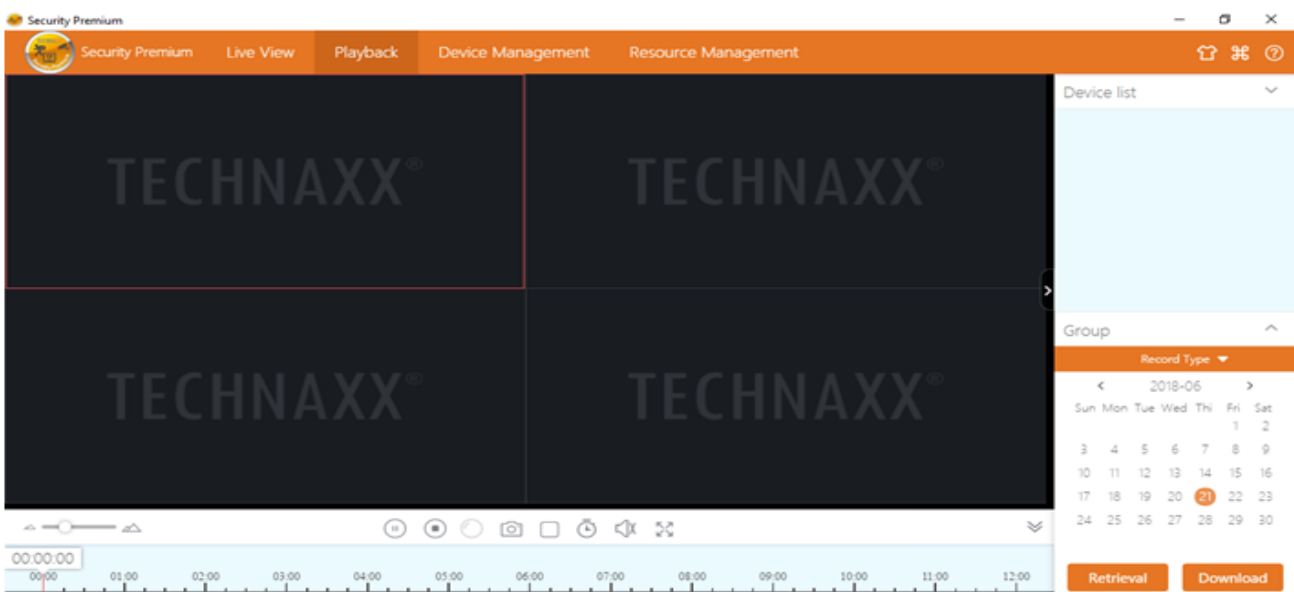 Security Premium
Security Premium Live View Playback Device Management Resource Management
Device list
TECHNAXX® TECHNAXX®
Group
Record Type
2018-06
Sun Mon Tue Wed Thi Fri Sat
1 2
3 4 5 6 7 8 9
10 11 12 13 14 15 16
17 18 19 20 21 22 23
24 25 26 27 28 29 30
TECHNAXX® TECHNAXX®
00:00:00
00:00 01:00 02:00 03:00 04:00 05:00 06:00 07:00 08:00 09:00 10:00 11:00 12:00
Retrieval Download